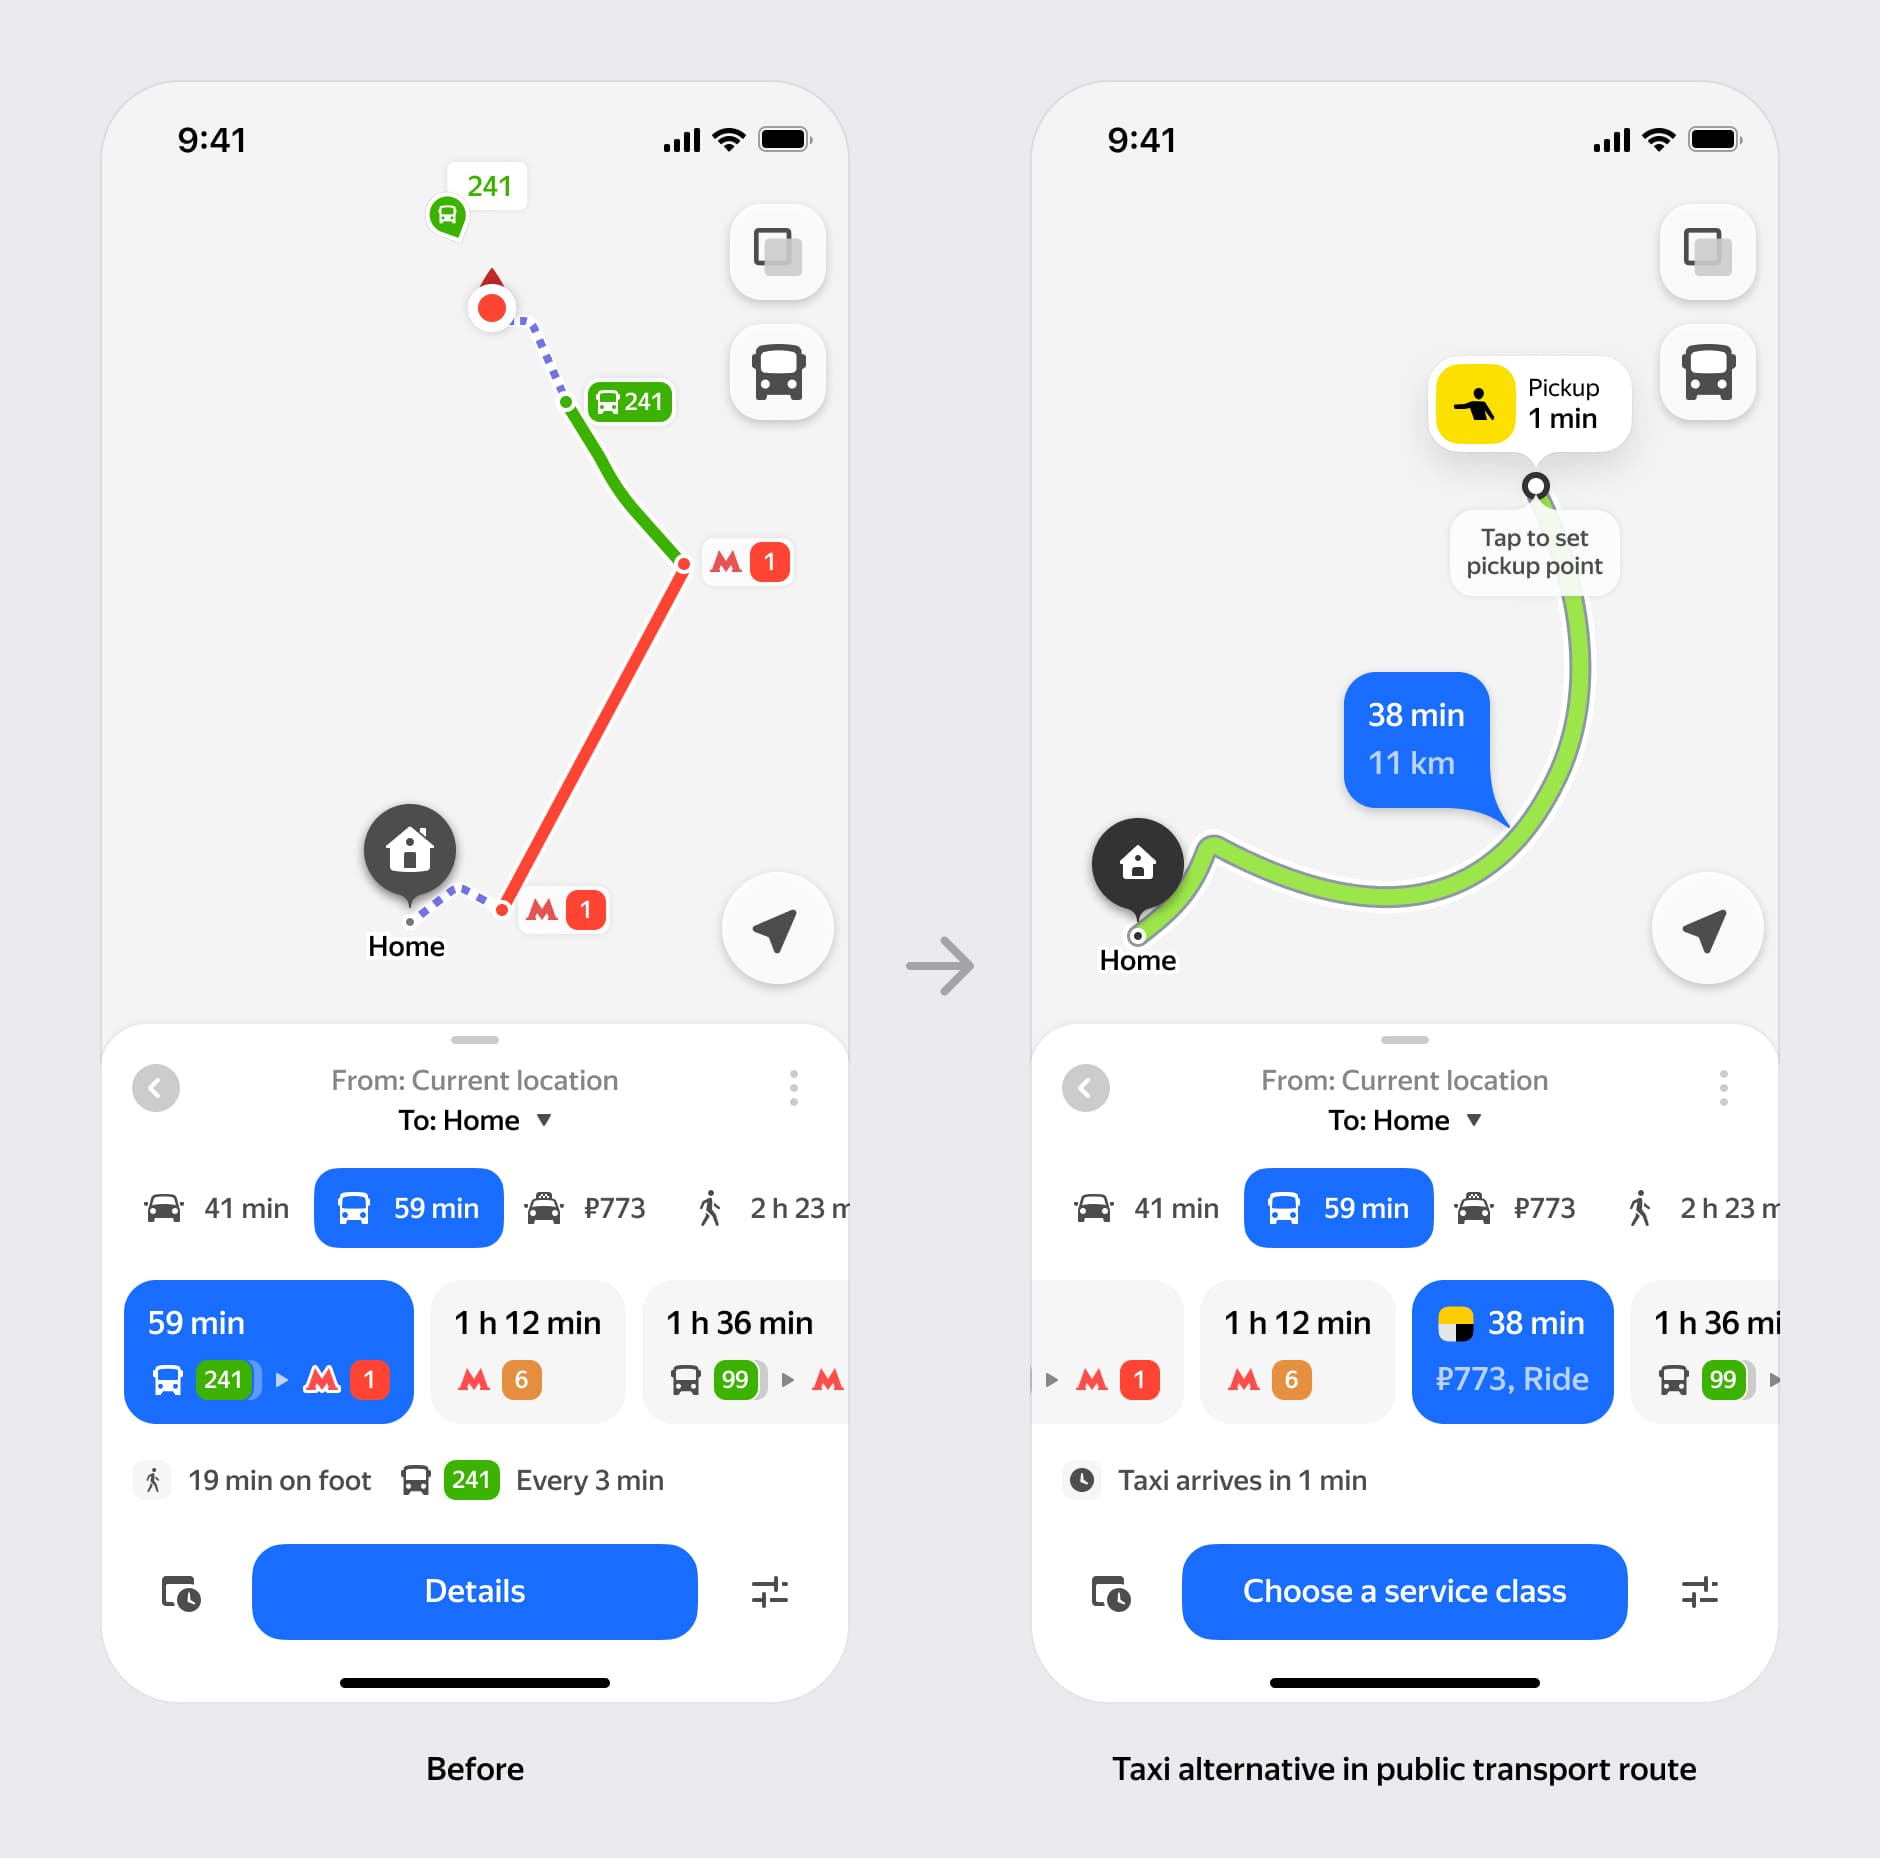 9:41
241
241
M 1
M 1
Home
From: Current location
To: Home
41 min
59 min
₽773
2 h 23 m
59 min
241
M 1
1 h 12 min
M 6
1 h 36 min
99
M
19 min on foot
241 Every 3 min
Details
Before
9:41
Pickup
1 min
Tap to set
pickup point
38 min
11 km
Home
From: Current location
To: Home
41 min
59 min
₽773
2 h 23 m
M 1
1 h 12 min
M 6
38 min
₽773, Ride
1 h 36 mi
99
Taxi arrives in 1 min
Choose a service class
Taxi alternative in public transport route